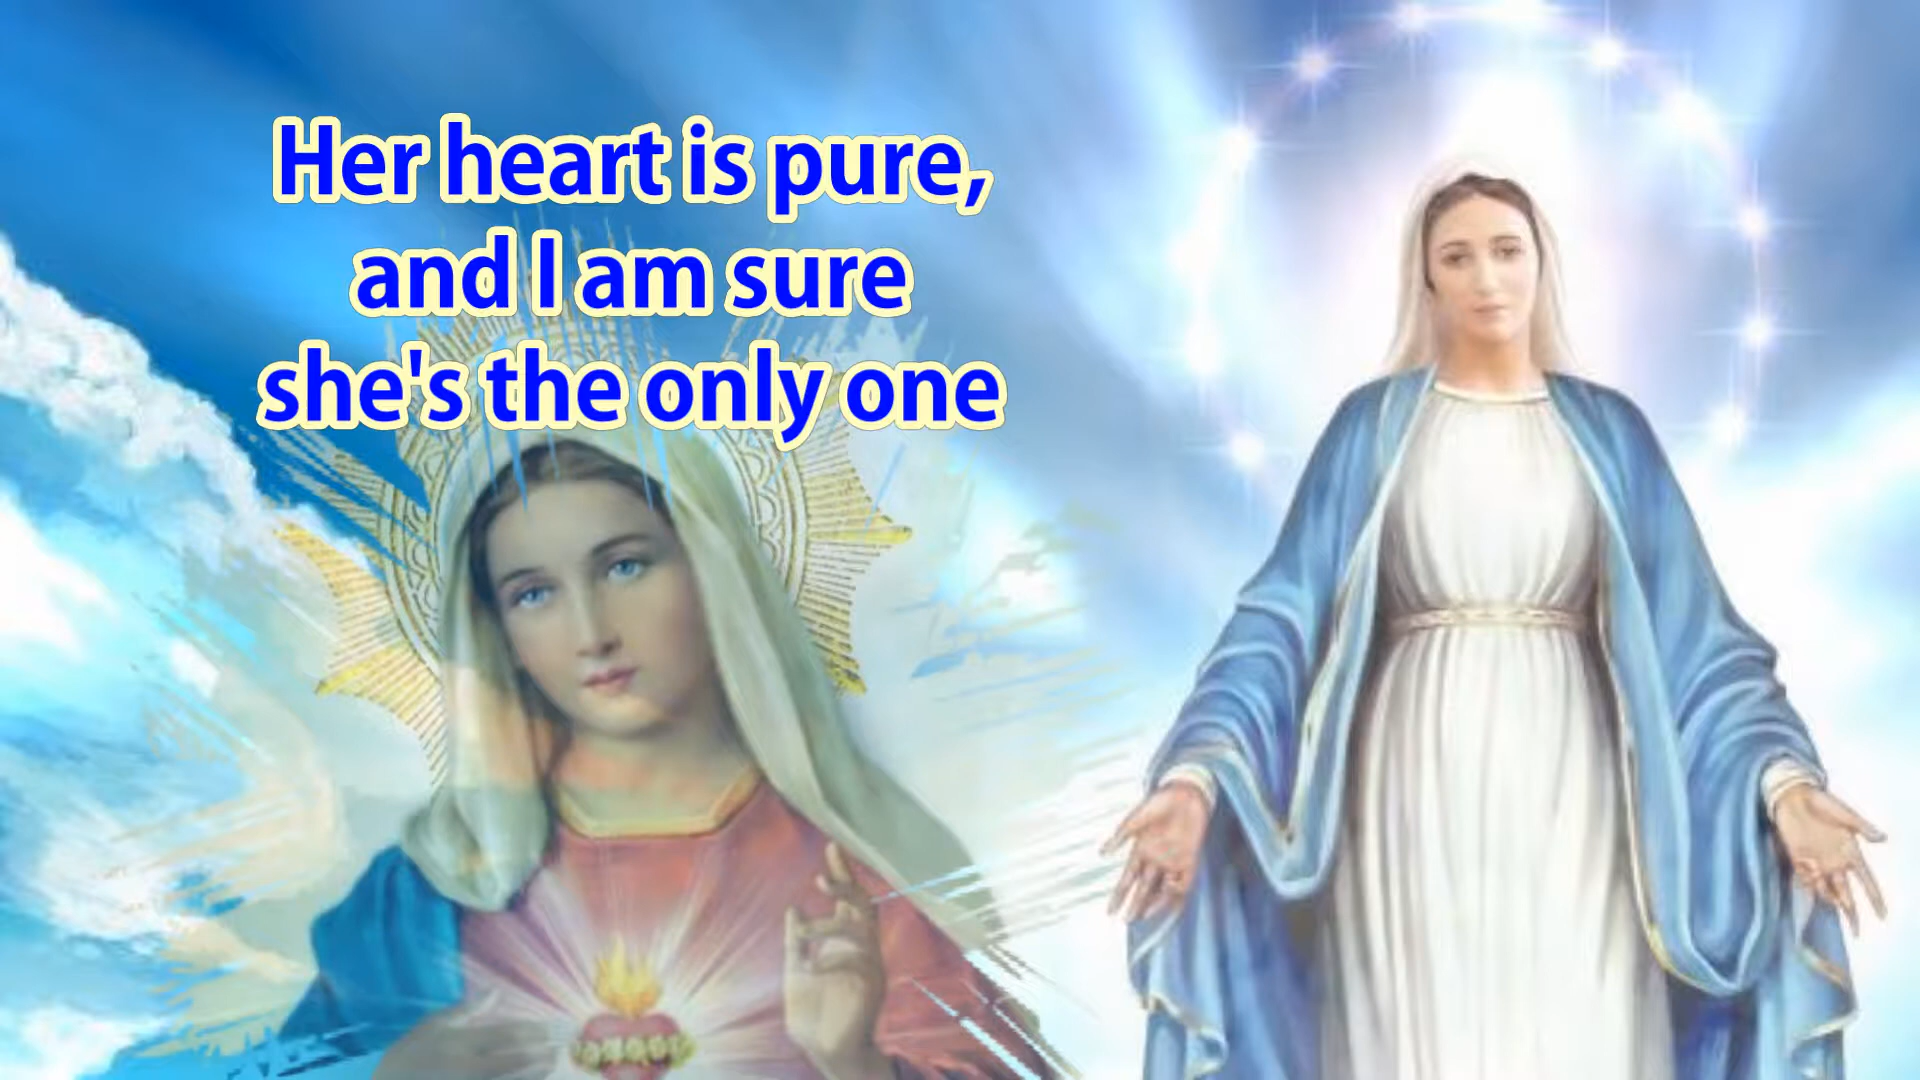 Her heart is pure,
and I am sure
she's the only one